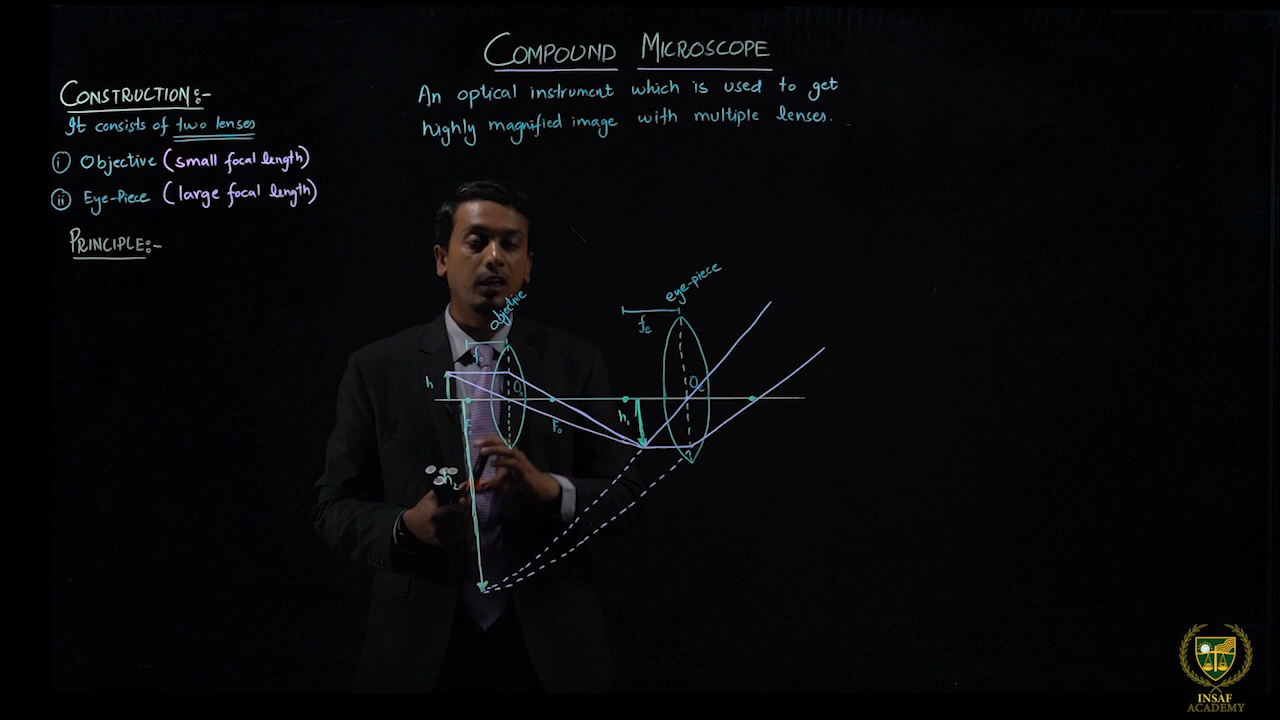 COMPOUND MICROSCOPE
An optical instrument which is used to get
highly magnified image with multiple lenses.
CONSTRUCTION:-
It consists of two lenses
(i) Objective (small focal length)
(ii) Eye-Piece (large focal length)
PRINCIPLE:-
eye-piece
fe
Objective
h
Oe
h₁
Fo
h₂
INSAF
ACADEMY